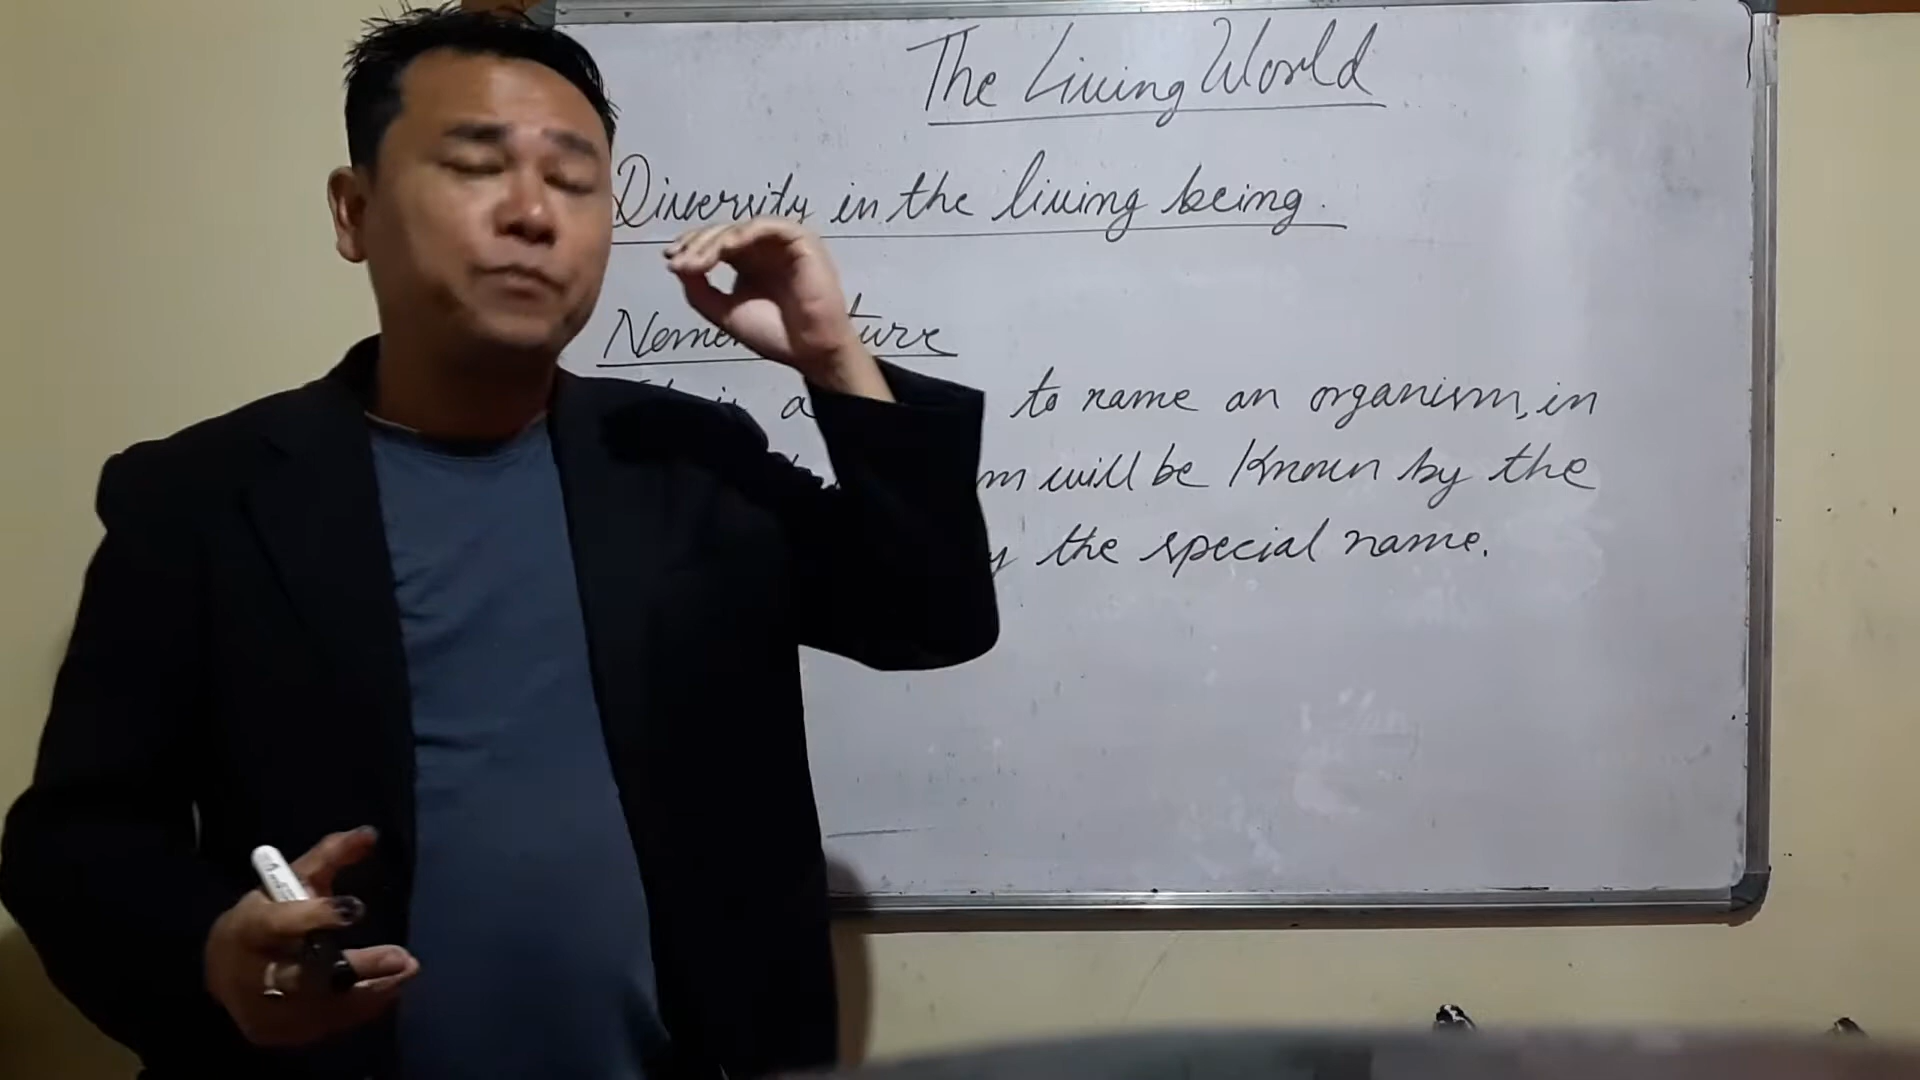 The Living World
Diversity in the living being.
to name an organism, in
will be Known by the
the special name.